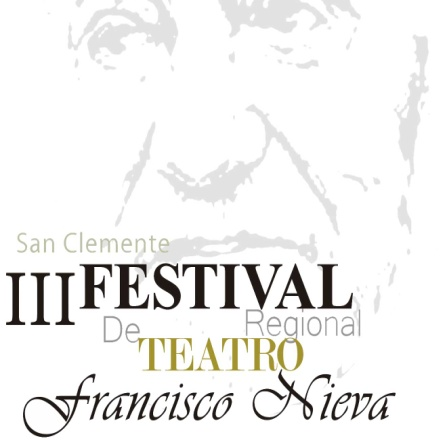 San Clemente
III FESTIVAL
De Regional
TEATRO
Francisco Nieva